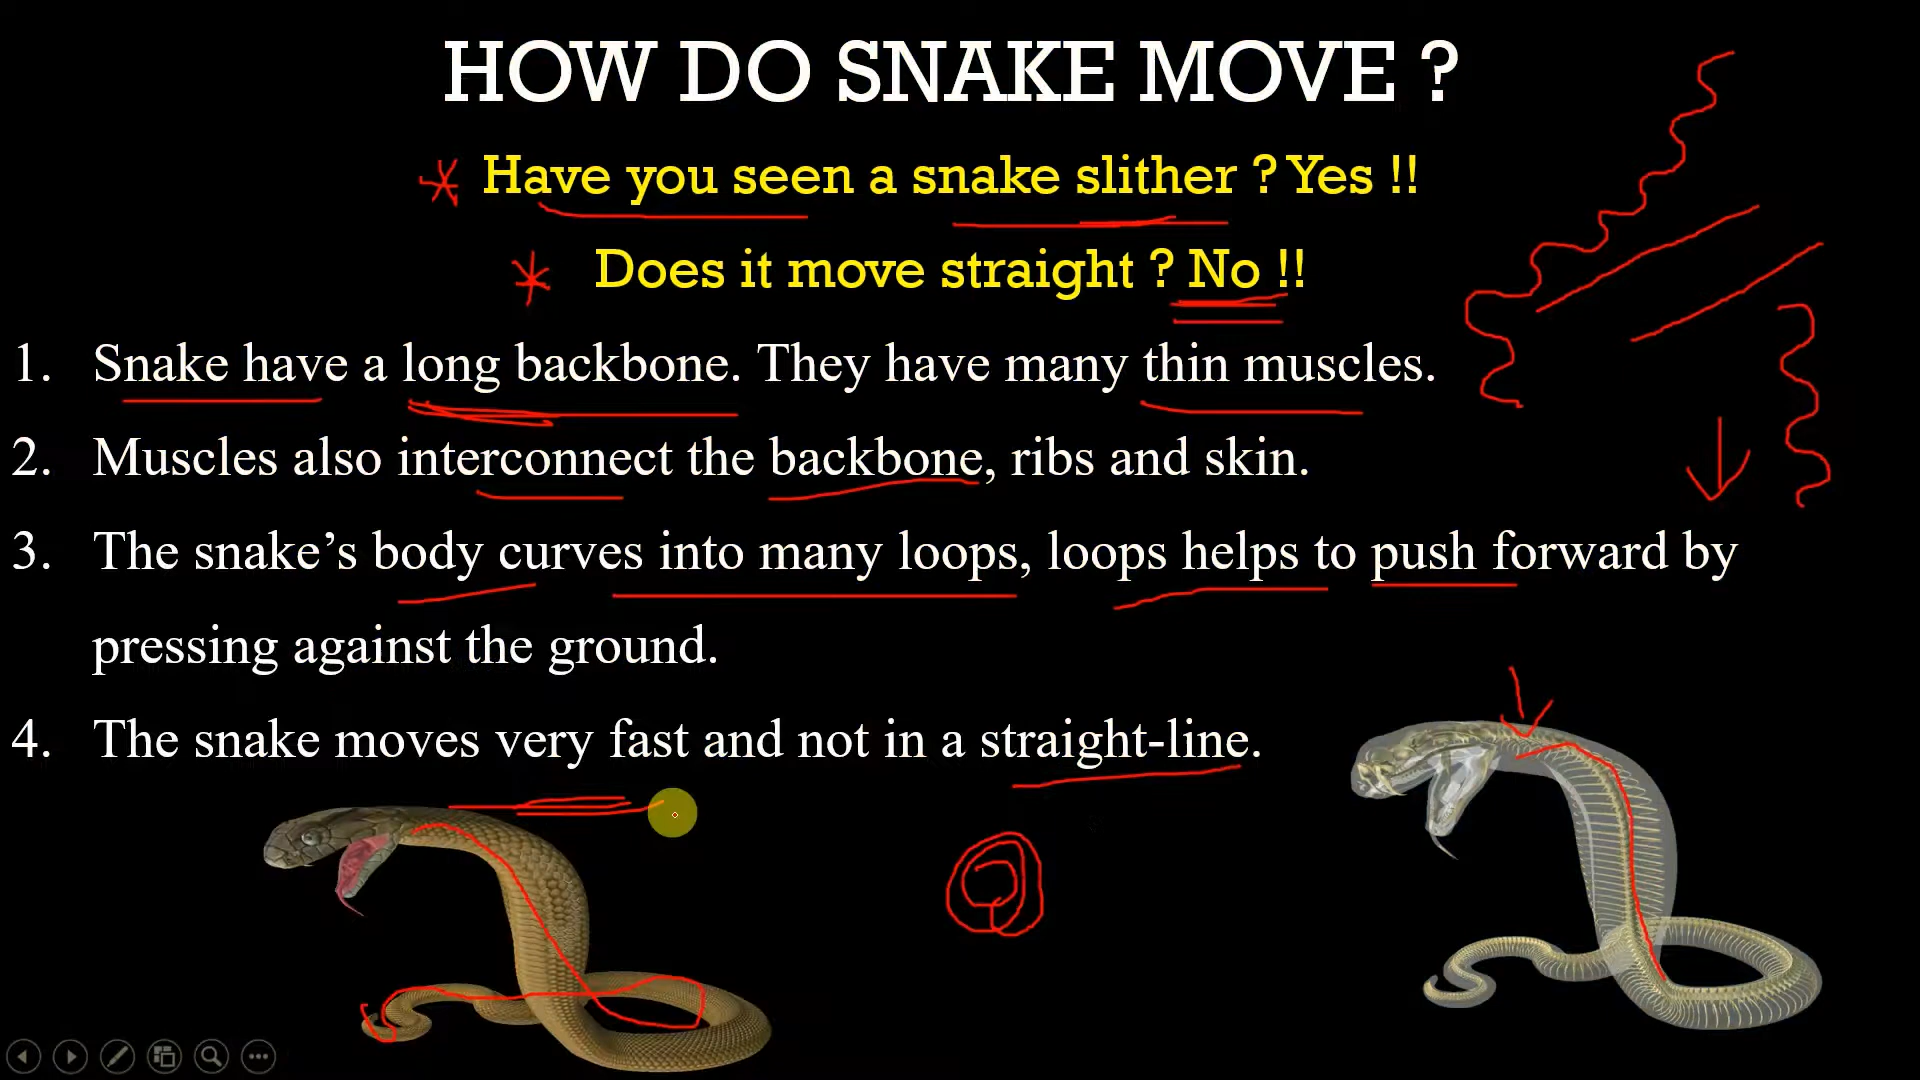 HOW DO SNAKE MOVE ?
Have you seen a snake slither ? Yes !!
Does it move straight ? No !!
1. Snake have a long backbone. They have many thin muscles.
2. Muscles also interconnect the backbone, ribs and skin.
3. The snake’s body curves into many loops, loops helps to push forward by
pressing against the ground.
4. The snake moves very fast and not in a straight-line.